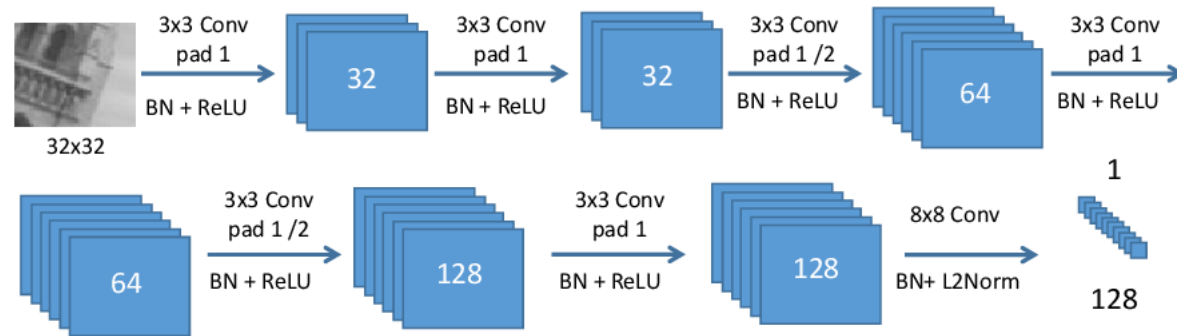 3x3 Conv
pad 1
BN + ReLU
32x32
32
3x3 Conv
pad 1
BN + ReLU
32
3x3 Conv
pad 1 /2
BN + ReLU
64
3x3 Conv
pad 1
BN + ReLU
64
3x3 Conv
pad 1 /2
BN + ReLU
128
3x3 Conv
pad 1
BN + ReLU
128
8x8 Conv
BN+ L2Norm
1
128